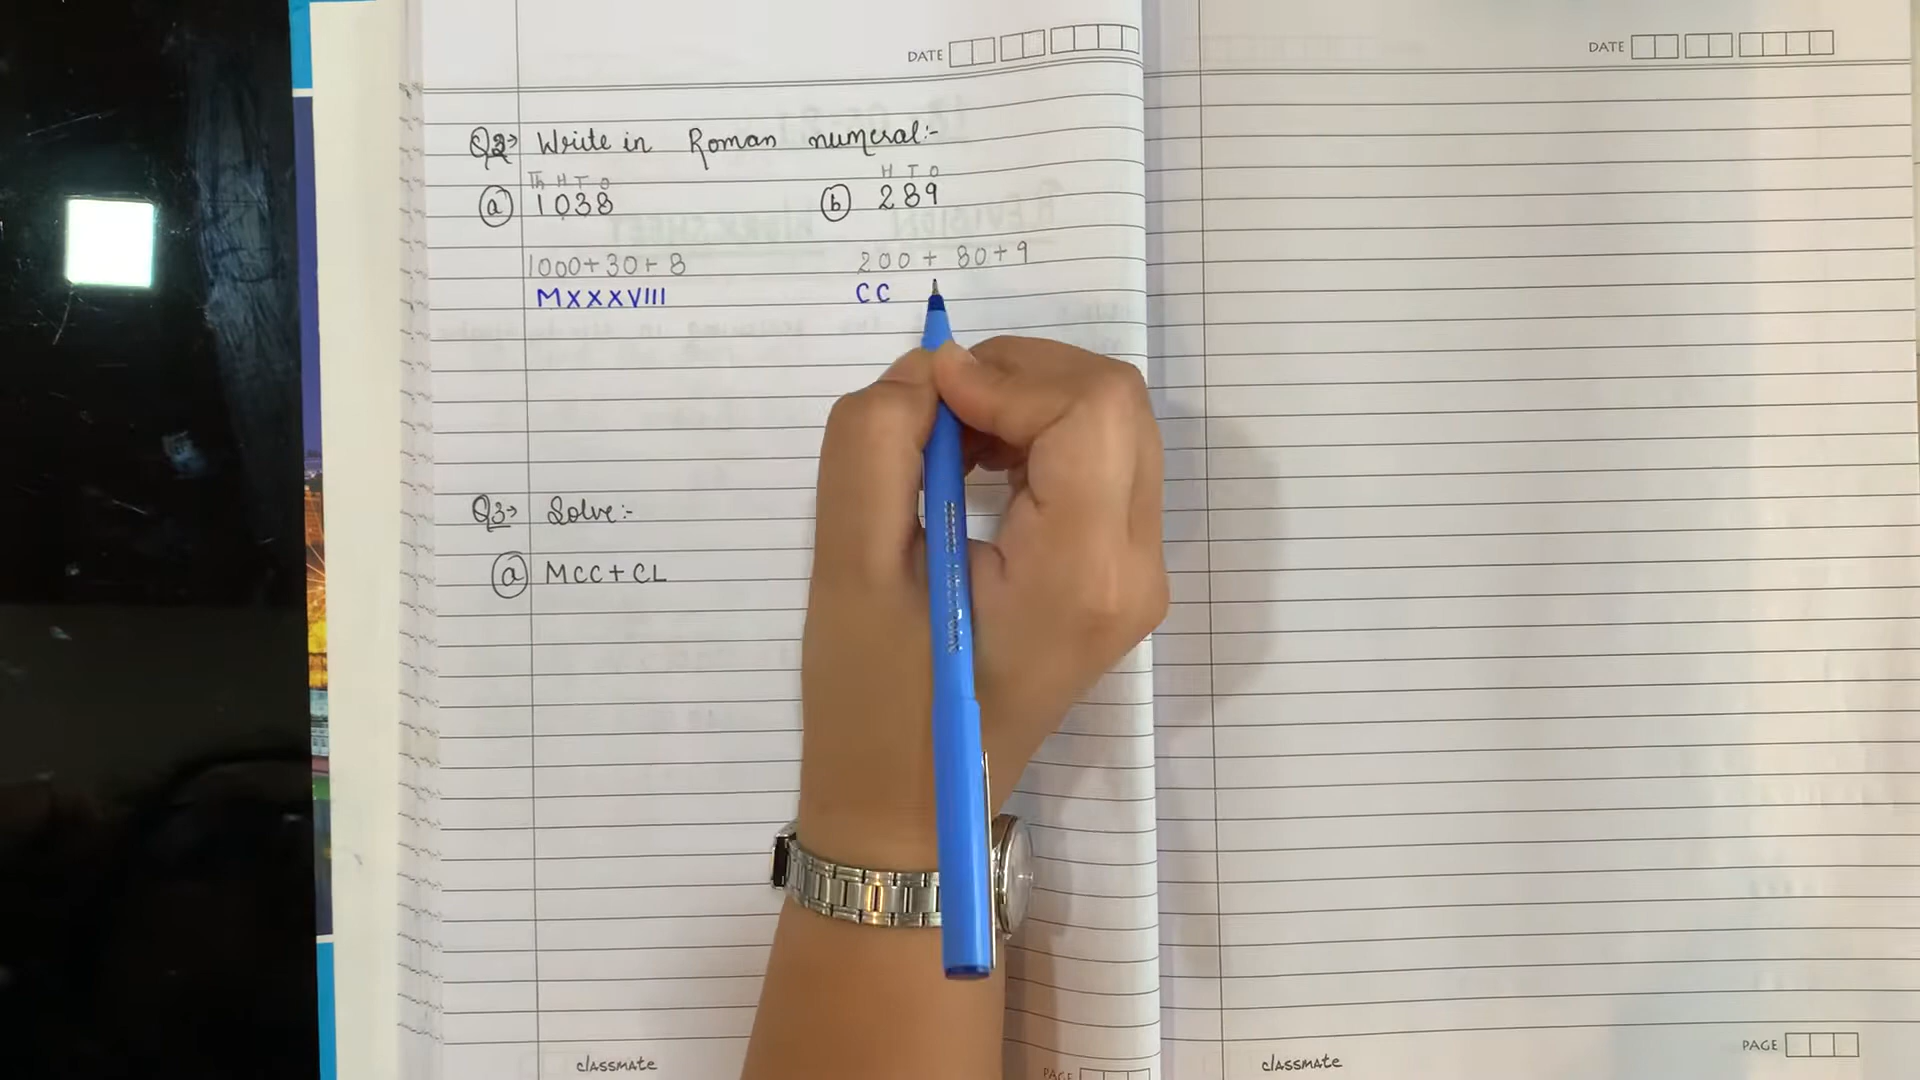 DATE
DATE
Q2→ Write in Roman numeral:-
Th H T O
H T O
(a) 1038
(b) 289
1000+30+8
200 + 80+9
MXXXVIII
CC
Q3→ Solve:-
(a) MCC+CL
PAGE
classmate
PAGE
classmate